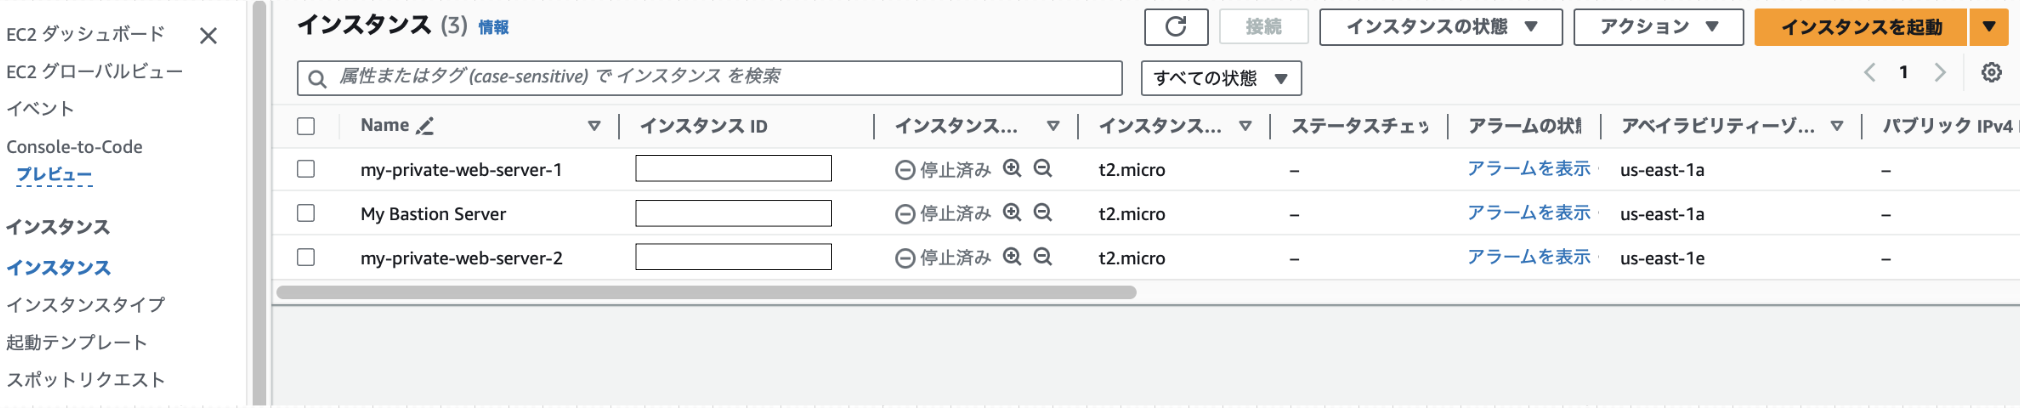 EC2 ダッシュボード
EC2 グローバルビュー
イベント
Console-to-Code
プレビュー
インスタンス
インスタンス
インスタンスタイプ
起動テンプレート
スポットリクエスト
インスタンス (3) 情報
接続
インスタンスの状態
アクション
インスタンスを起動
属性またはタグ (case-sensitive) で インスタンス を検索
すべての状態
1
Name インスタンス ID インスタンス... インスタンス... ステータスチェッ アラームの状 アベイラビリティーゾ... パブリック IPv4
my-private-web-server-1 停止済み t2.micro – アラームを表示 us-east-1a –
My Bastion Server 停止済み t2.micro – アラームを表示 us-east-1a –
my-private-web-server-2 停止済み t2.micro – アラームを表示 us-east-1e –